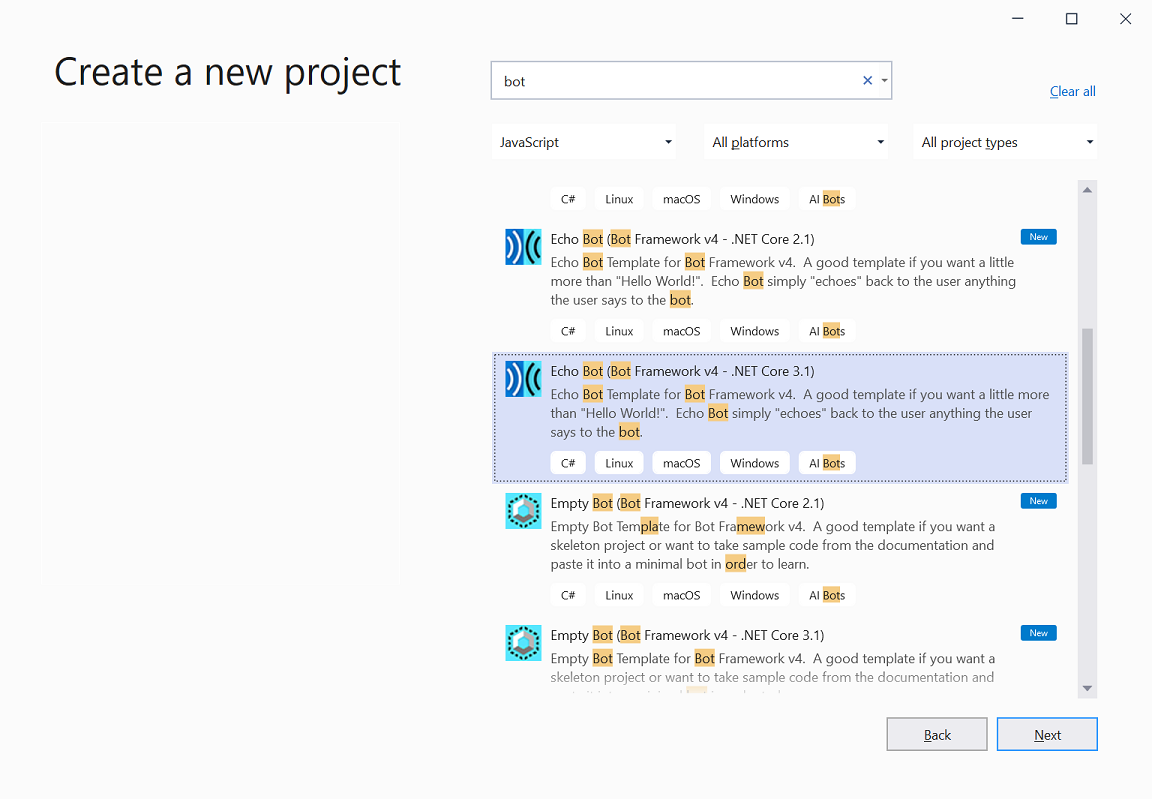 Create a new project
bot
Clear all
JavaScript
All platforms
All project types
C# Linux macOS Windows AI Bots
Echo Bot (Bot Framework v4 - .NET Core 2.1)
New
Echo Bot Template for Bot Framework v4. A good template if you want a little
more than "Hello World!". Echo Bot simply "echoes" back to the user anything
the user says to the bot.
C# Linux macOS Windows AI Bots
Echo Bot (Bot Framework v4 - .NET Core 3.1)
Echo Bot Template for Bot Framework v4. A good template if you want a little more
than "Hello World!". Echo Bot simply "echoes" back to the user anything the user
says to the bot.
C# Linux macOS Windows AI Bots
Empty Bot (Bot Framework v4 - .NET Core 2.1)
New
Empty Bot Template for Bot Framework v4. A good template if you want a
skeleton project or want to take sample code from the documentation and
paste it into a minimal bot in order to learn.
C# Linux macOS Windows AI Bots
Empty Bot (Bot Framework v4 - .NET Core 3.1)
New
Empty Bot Template for Bot Framework v4. A good template if you want a
skeleton project or want to take sample code from the documentation and
Back
Next